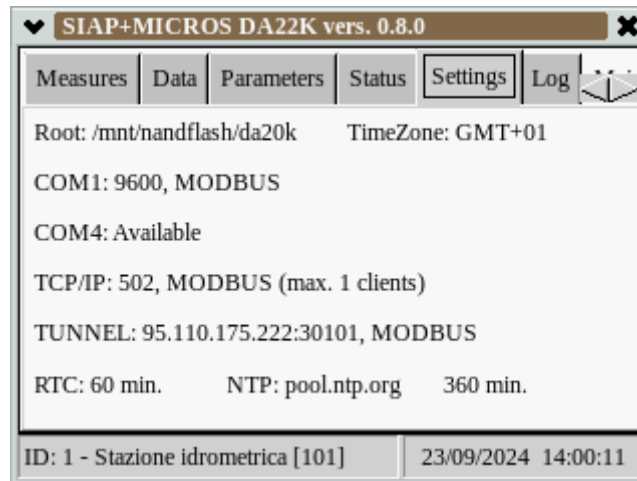 SIAP+MICROS DA22K vers. 0.8.0
Measures Data Parameters Status Settings Log
Root: /mnt/nandflash/da20k TimeZone: GMT+01
COM1: 9600, MODBUS
COM4: Available
TCP/IP: 502, MODBUS (max. 1 clients)
TUNNEL: 95.110.175.222:30101, MODBUS
RTC: 60 min. NTP: pool.ntp.org 360 min.
ID: 1 - Stazione idrometrica [101] 23/09/2024 14:00:11